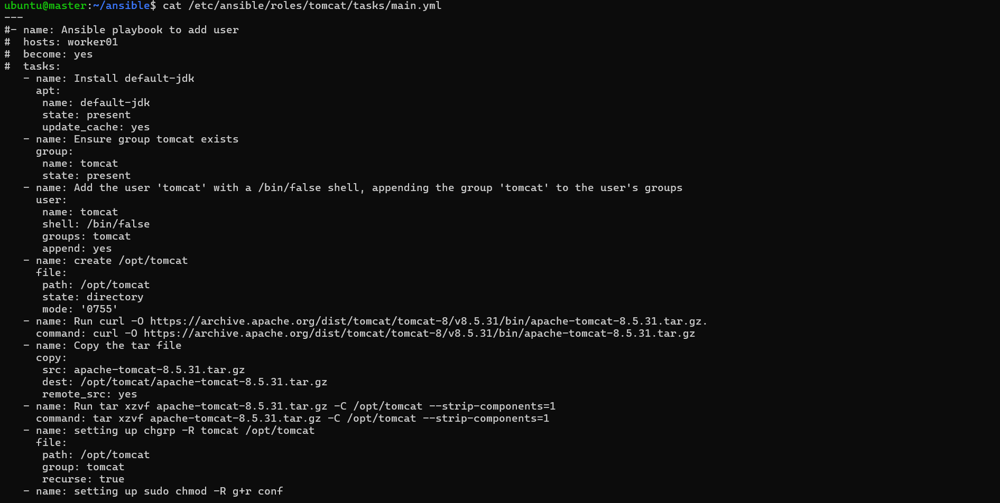 ubuntu@master:~/ansible$ cat /etc/ansible/roles/tomcat/tasks/main.yml
---
#- name: Ansible playbook to add user
#  hosts: worker01
#  become: yes
#  tasks:
   - name: Install default-jdk
     apt:
      name: default-jdk
      state: present
      update_cache: yes
   - name: Ensure group tomcat exists
     group:
      name: tomcat
      state: present
   - name: Add the user 'tomcat' with a /bin/false shell, appending the group 'tomcat' to the user's groups
     user:
      name: tomcat
      shell: /bin/false
      groups: tomcat
      append: yes
   - name: create /opt/tomcat
     file:
      path: /opt/tomcat
      state: directory
      mode: '0755'
   - name: Run curl -O https://archive.apache.org/dist/tomcat/tomcat-8/v8.5.31/bin/apache-tomcat-8.5.31.tar.gz.
     command: curl -O https://archive.apache.org/dist/tomcat/tomcat-8/v8.5.31/bin/apache-tomcat-8.5.31.tar.gz
   - name: Copy the tar file
     copy:
      src: apache-tomcat-8.5.31.tar.gz
      dest: /opt/tomcat/apache-tomcat-8.5.31.tar.gz
      remote_src: yes
   - name: Run tar xzvf apache-tomcat-8.5.31.tar.gz -C /opt/tomcat --strip-components=1
     command: tar xzvf apache-tomcat-8.5.31.tar.gz -C /opt/tomcat --strip-components=1
   - name: setting up chgrp -R tomcat /opt/tomcat
     file:
      path: /opt/tomcat
      group: tomcat
      recurse: true
   - name: setting up sudo chmod -R g+r conf